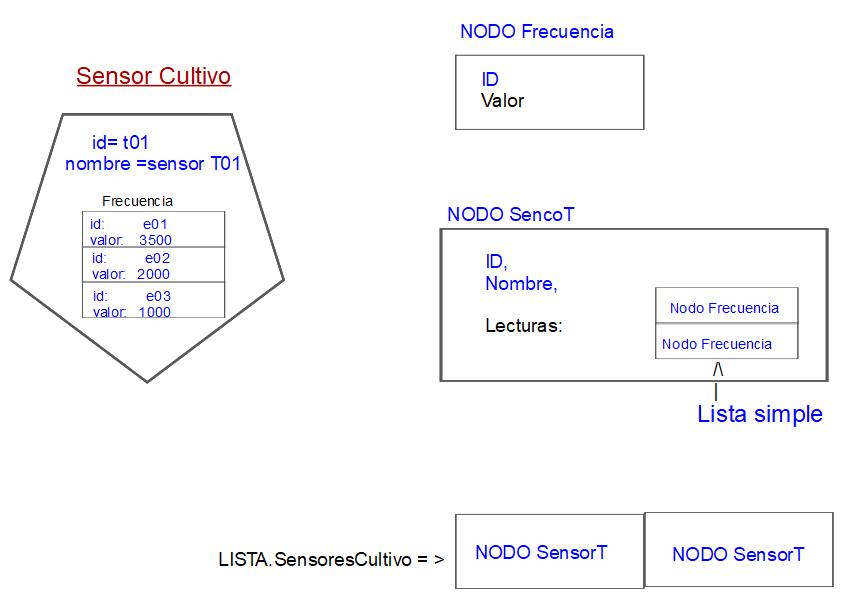 Sensor Cultivo
id= t01
nombre =sensor T01
Frecuencia
id: e01
valor: 3500
id: e02
valor: 2000
id: e03
valor: 1000
NODO Frecuencia
ID
Valor
NODO SencoT
ID,
Nombre,
Lecturas:
Nodo Frecuencia
Nodo Frecuencia
/\
|
Lista simple
LISTA.SensoresCultivo = >
NODO SensorT
NODO SensorT